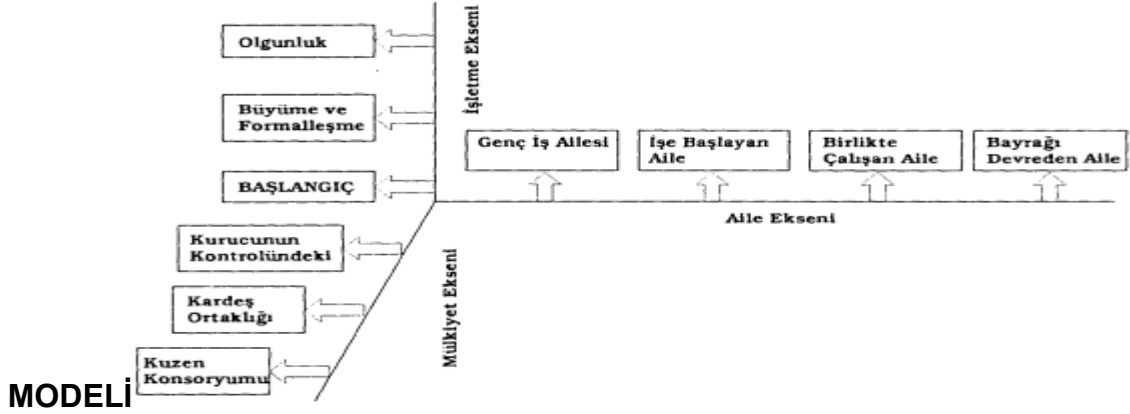 Olgunluk
Büyüme ve
Formalleşme
BAŞLANGIÇ
İşletme Ekseni
Genç İş Ailesi
İşe Başlayan
Aile
Birlikte
Çalışan Aile
Bayrağı
Devreden Aile
Aile Ekseni
Kurucunun
Kontrolündeki
Kardeş
Ortaklığı
Kuzen
Konsoryumu
Mülkiyet Ekseni
MODELİ